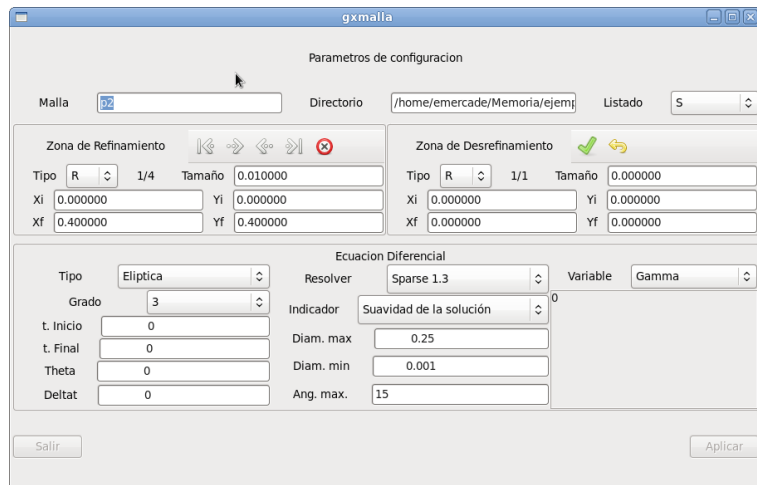 gxmalla
Parametros de configuracion
Malla p2 Directorio /home/emercade/Memoria/ejemp Listado S
Zona de Refinamiento Zona de Desrefinamiento
Tipo R 1/4 Tamaño 0.010000 Tipo R 1/1 Tamaño 0.000000
Xi 0.000000 Yi 0.000000 Xi 0.000000 Yi 0.000000
Xf 0.400000 Yf 0.400000 Xf 0.000000 Yf 0.000000
Ecuacion Diferencial
Tipo Eliptica Resolver Sparse 1.3 Variable Gamma
Grado 3 Indicador Suavidad de la solución 0
t. Inicio 0 Diam. max 0.25
t. Final 0 Diam. min 0.001
Theta 0 Ang. max. 15
Deltat 0
Salir Aplicar